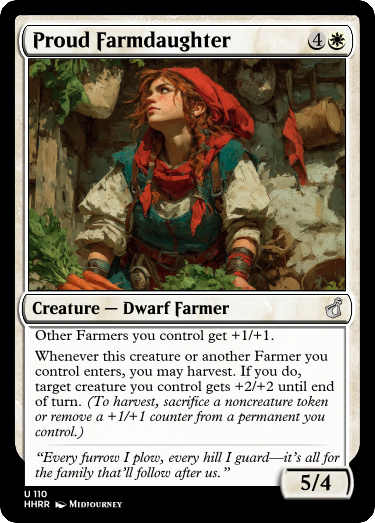 Proud Farmdaughter 4
Creature — Dwarf Farmer
Other Farmers you control get +1/+1.
Whenever this creature or another Farmer you
control enters, you may harvest. If you do,
target creature you control gets +2/+2 until end
of turn. (To harvest, sacrifice a noncreature token
or remove a +1/+1 counter from a permanent you
control.)
“Every furrow I plow, every hill I guard—it’s all for
the family that’ll follow after us.”
5/4
U 110
HHRR Midjourney